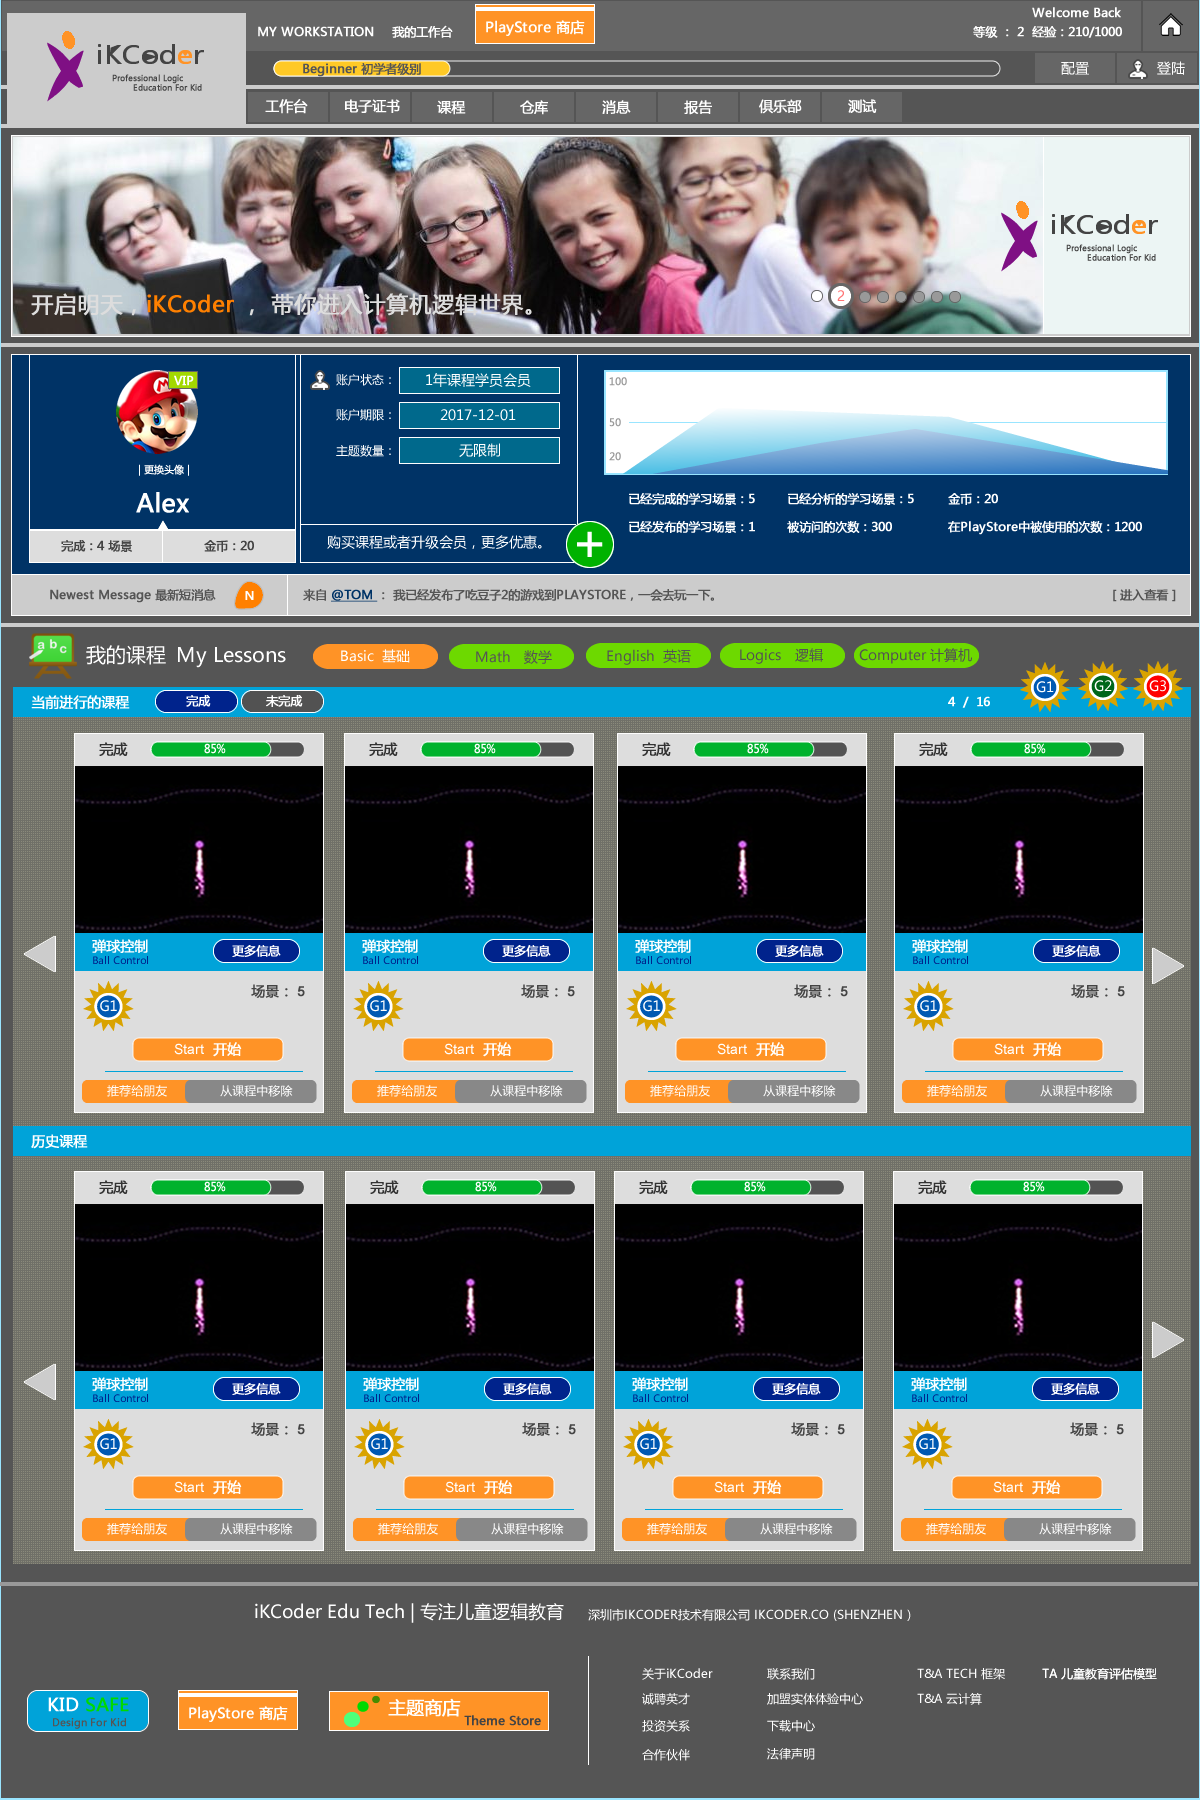 iKCoder
Professional Logic
Education For Kid
MY WORKSTATION 我的工作台
PlayStore 商店
Welcome Back
等级 : 2 经验:210/1000
Beginner 初学者级别
配置
登陆
工作台 电子证书 课程 仓库 消息 报告 俱乐部 测试
iKCoder
Professional Logic
Education For Kid
2
开启明天,iKCoder , 带你进入计算机逻辑世界。
VIP
| 更换头像 |
Alex
完成:4 场景 金币:20
账户状态: 1年课程学员会员
账户期限: 2017-12-01
主题数量: 无限制
购买课程或者升级会员,更多优惠。
100
50
20
已经完成的学习场景:5 已经分析的学习场景:5 金币:20
已经发布的学习场景:1 被访问的次数:300 在PlayStore中被使用的次数:1200
Newest Message 最新短消息 N 来自 @TOM : 我已经发布了吃豆子2的游戏到PLAYSTORE,一会去玩一下。 [ 进入查看 ]
abc
我的课程 My Lessons Basic 基础 Math 数学 English 英语 Logics 逻辑 Computer 计算机
当前进行的课程 完成 未完成 4 / 16 G1 G2 G3
完成 85% 完成 85% 完成 85% 完成 85%
弹球控制 更多信息 弹球控制 更多信息 弹球控制 更多信息 弹球控制 更多信息
Ball Control Ball Control Ball Control Ball Control
G1 场景: 5 G1 场景: 5 G1 场景: 5 G1 场景: 5
Start 开始 Start 开始 Start 开始 Start 开始
推荐给朋友 从课程中移除 推荐给朋友 从课程中移除 推荐给朋友 从课程中移除 推荐给朋友 从课程中移除
历史课程
完成 85% 完成 85% 完成 85% 完成 85%
弹球控制 更多信息 弹球控制 更多信息 弹球控制 更多信息 弹球控制 更多信息
Ball Control Ball Control Ball Control Ball Control
G1 场景: 5 G1 场景: 5 G1 场景: 5 G1 场景: 5
Start 开始 Start 开始 Start 开始 Start 开始
推荐给朋友 从课程中移除 推荐给朋友 从课程中移除 推荐给朋友 从课程中移除 推荐给朋友 从课程中移除
iKCoder Edu Tech | 专注儿童逻辑教育 深圳市IKCODER技术有限公司 IKCODER.CO (SHENZHEN )
KID SAFE
Design For Kid
PlayStore 商店
主题商店
Theme Store
关于iKCoder 联系我们 T&A TECH 框架 TA 儿童教育评估模型
诚聘英才 加盟实体体验中心 T&A 云计算
投资关系 下载中心
合作伙伴 法律声明